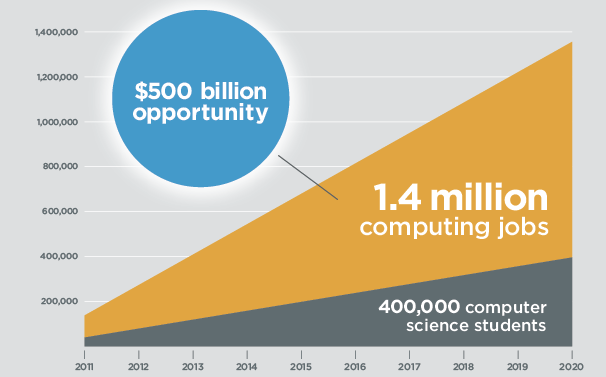 1,400,000
1,200,000
1,000,000
800,000
600,000
400,000
200,000
$500 billion
opportunity
1.4 million
computing jobs
400,000 computer
science students
2011 2012 2013 2014 2015 2016 2017 2018 2019 2020